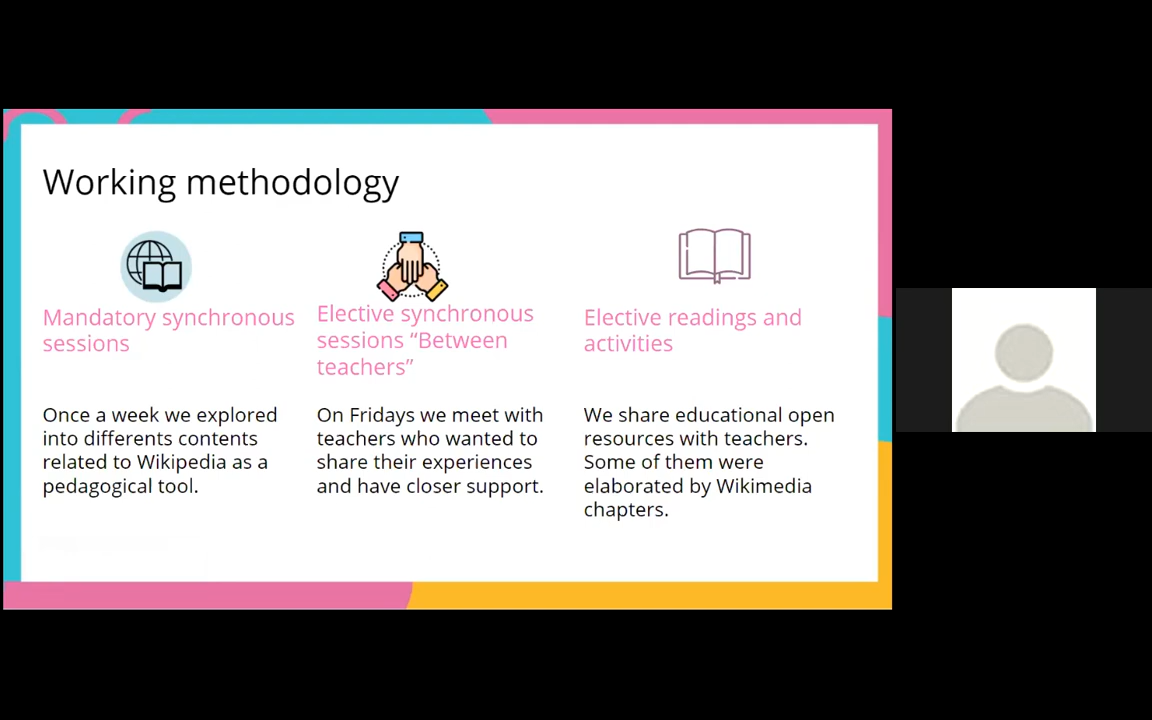 Working methodology
Mandatory synchronous
sessions
Once a week we explored
into differents contents
related to Wikipedia as a
pedagogical tool.
Elective synchronous
sessions “Between
teachers”
On Fridays we meet with
teachers who wanted to
share their experiences
and have closer support.
Elective readings and
activities
We share educational open
resources with teachers.
Some of them were
elaborated by Wikimedia
chapters.